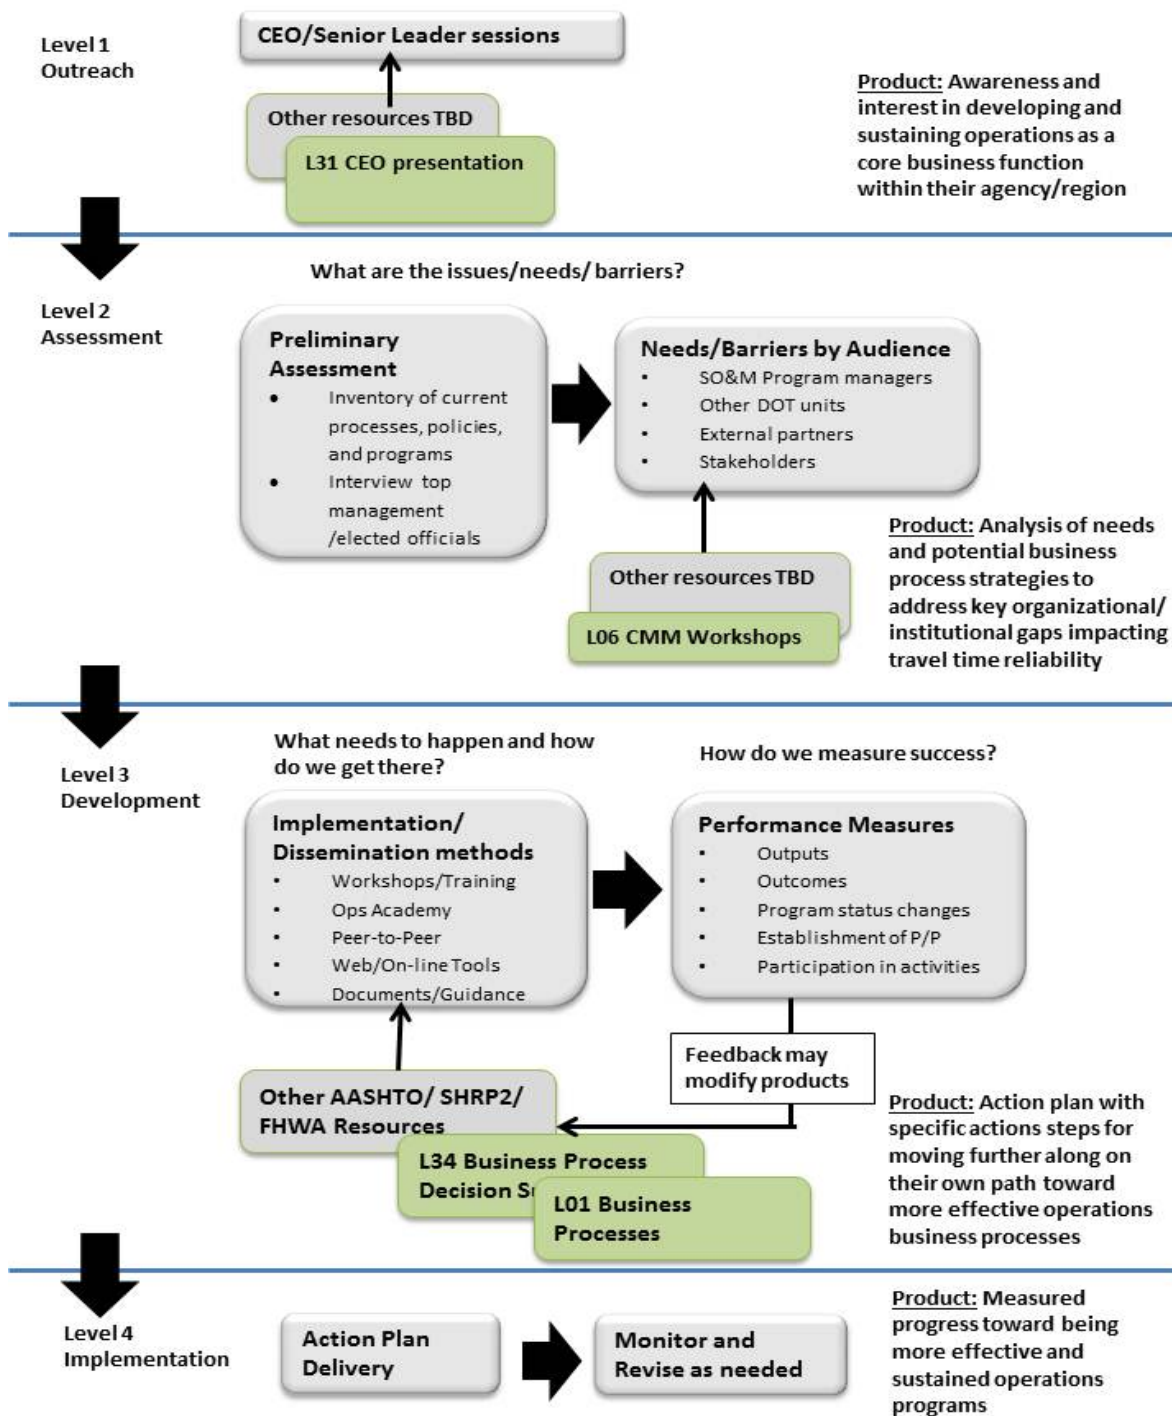 Level 1
Outreach
CEO/Senior Leader sessions
Other resources TBD
L31 CEO presentation
Product: Awareness and
interest in developing and
sustaining operations as a
core business function
within their agency/region
What are the issues/needs/ barriers?
Level 2
Assessment
Preliminary
Assessment
• Inventory of current
processes, policies,
and programs
• Interview top
management
/elected officials
Needs/Barriers by Audience
• SO&M Program managers
• Other DOT units
• External partners
• Stakeholders
Other resources TBD
L06 CMM Workshops
Product: Analysis of needs
and potential business
process strategies to
address key organizational/
institutional gaps impacting
travel time reliability
Level 3
Development
What needs to happen and how
do we get there?
How do we measure success?
Implementation/
Dissemination methods
• Workshops/Training
• Ops Academy
• Peer-to-Peer
• Web/On-line Tools
• Documents/Guidance
Performance Measures
• Outputs
• Outcomes
• Program status changes
• Establishment of P/P
• Participation in activities
Feedback may
modify products
Other AASHTO/ SHRP2/
FHWA Resources
L34 Business Process
Decision
L01 Business
Processes
Product: Action plan with
specific actions steps for
moving further along on
their own path toward
more effective operations
business processes
Level 4
Implementation
Action Plan
Delivery
Monitor and
Revise as needed
Product: Measured
progress toward being
more effective and
sustained operations
programs